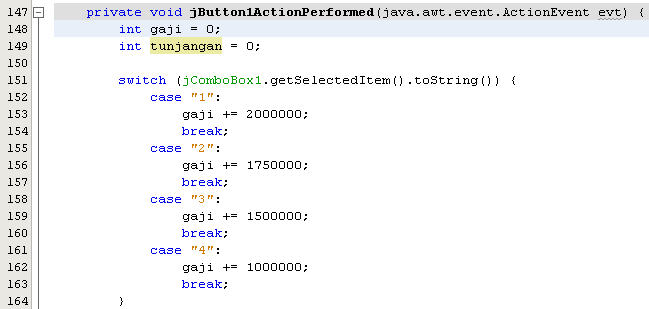 147 private void jButton1ActionPerformed(java.awt.event.ActionEvent evt) {
148 int gaji = 0;
149 int tunjangan = 0;
150
151 switch (jComboBox1.getSelectedItem().toString()) {
152 case "1":
153 gaji += 2000000;
154 break;
155 case "2":
156 gaji += 1750000;
157 break;
158 case "3":
159 gaji += 1500000;
160 break;
161 case "4":
162 gaji += 1000000;
163 break;
164 }